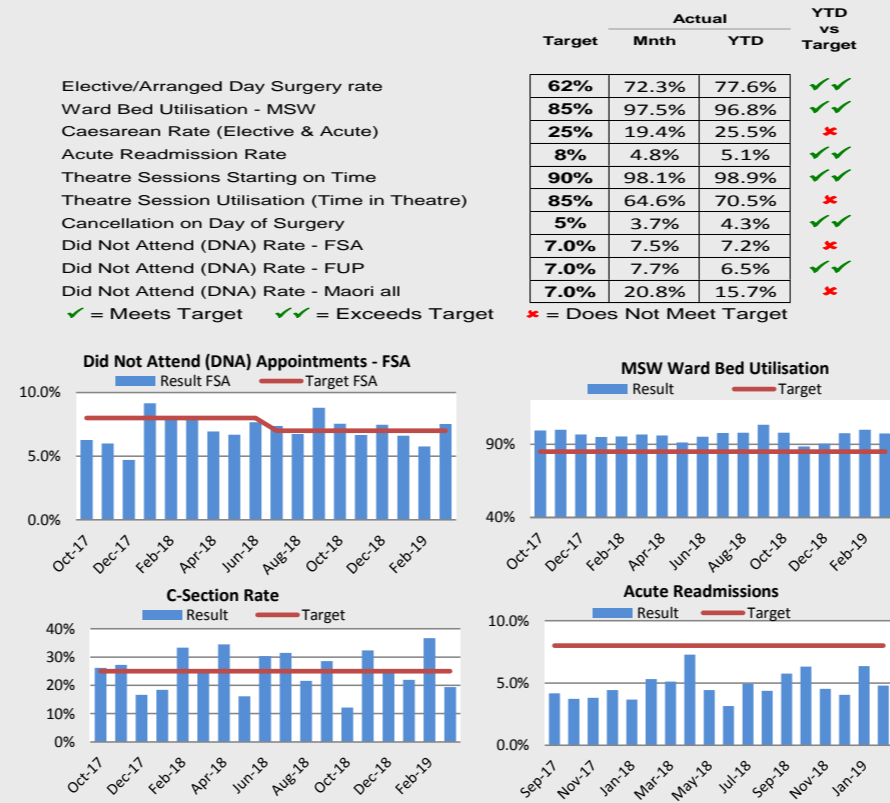 Actual
YTD vs Target
Target Mnth YTD
Elective/Arranged Day Surgery rate 62% 72.3% 77.6% ✓✓
Ward Bed Utilisation - MSW 85% 97.5% 96.8% ✓✓
Caesarean Rate (Elective & Acute) 25% 19.4% 25.5% ✖
Acute Readmission Rate 8% 4.8% 5.1% ✓✓
Theatre Sessions Starting on Time 90% 98.1% 98.9% ✓✓
Theatre Session Utilisation (Time in Theatre) 85% 64.6% 70.5% ✖
Cancellation on Day of Surgery 5% 3.7% 4.3% ✓✓
Did Not Attend (DNA) Rate - FSA 7.0% 7.5% 7.2% ✖
Did Not Attend (DNA) Rate - FUP 7.0% 7.7% 6.5% ✓✓
Did Not Attend (DNA) Rate - Maori all 7.0% 20.8% 15.7% ✖
✓ = Meets Target ✓✓ = Exceeds Target ✖ = Does Not Meet Target
Did Not Attend (DNA) Appointments - FSA
Result FSA Target FSA
10.0%
5.0%
0.0%
Oct-17 Dec-17 Feb-18 Apr-18 Jun-18 Aug-18 Oct-18 Dec-18 Feb-19
MSW Ward Bed Utilisation
Result Target
90%
40%
Oct-17 Dec-17 Feb-18 Apr-18 Jun-18 Aug-18 Oct-18 Dec-18 Feb-19
C-Section Rate
Result Target
40%
30%
20%
10%
0%
Oct-17 Dec-17 Feb-18 Apr-18 Jun-18 Aug-18 Oct-18 Dec-18 Feb-19
Acute Readmissions
Result Target
10.0%
5.0%
0.0%
Sep-17 Nov-17 Jan-18 Mar-18 May-18 Jul-18 Sep-18 Nov-18 Jan-19